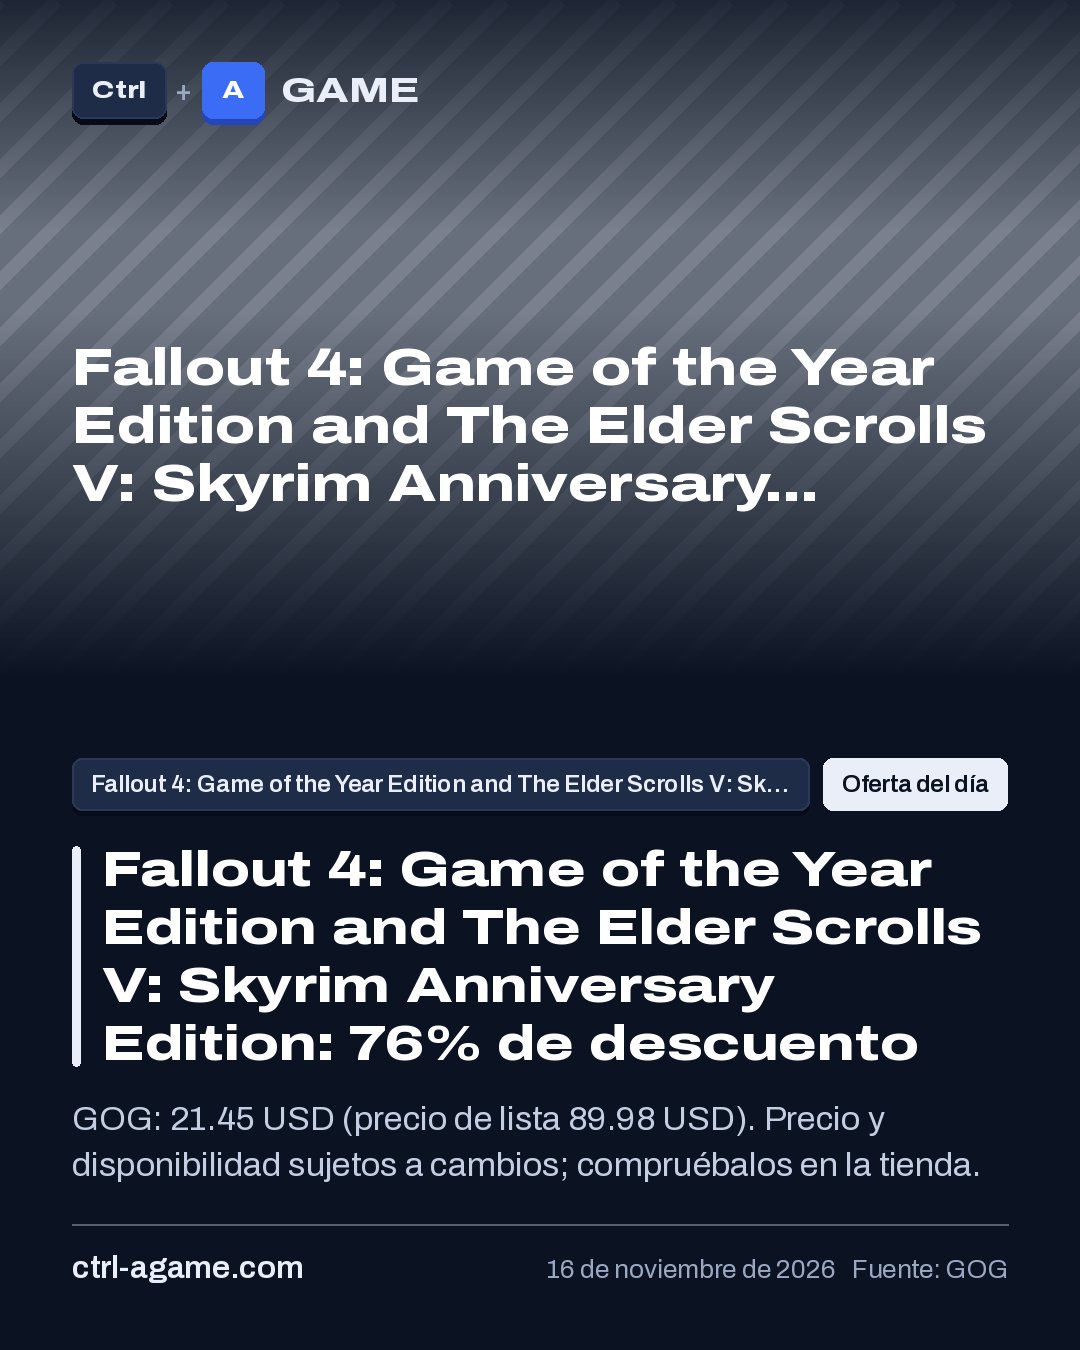 Ctrl + A GAME
Fallout 4: Game of the Year
Edition and The Elder Scrolls
V: Skyrim Anniversary...
Fallout 4: Game of the Year Edition and The Elder Scrolls V: Sk... Oferta del día
Fallout 4: Game of the Year
Edition and The Elder Scrolls
V: Skyrim Anniversary
Edition: 76% de descuento
GOG: 21.45 USD (precio de lista 89.98 USD). Precio y
disponibilidad sujetos a cambios; compruébalos en la tienda.
ctrl-agame.com 16 de noviembre de 2026 Fuente: GOG